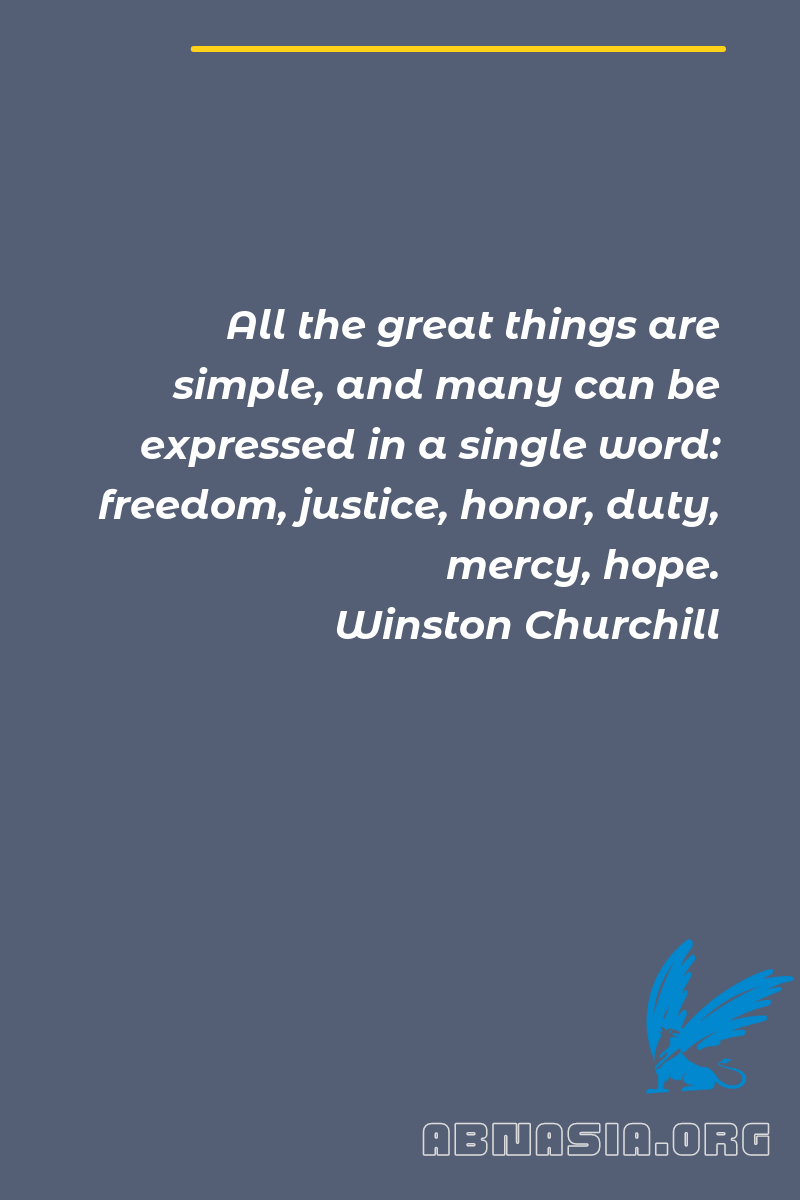 All the great things are
simple, and many can be
expressed in a single word:
freedom, justice, honor, duty,
mercy, hope.
Winston Churchill
ABNASIA.ORG